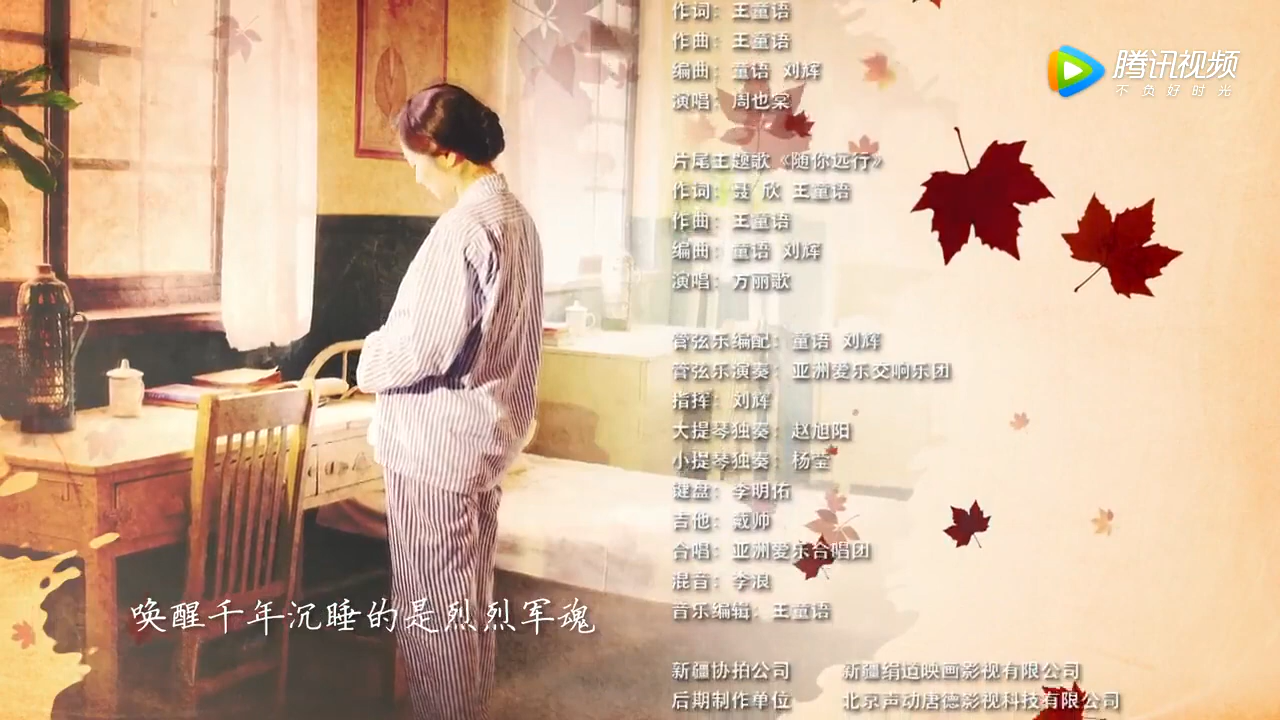 作词：王童语
作曲：王童语
编曲：童语 刘辉
演唱：周也棠
片尾主题歌《随你远行》
作词：聂 欣 王童语
作曲：王童语
编曲：童语 刘辉
演唱：万丽歌
管弦乐编配：童语 刘辉
管弦乐演奏：亚洲爱乐交响乐团
指挥：刘辉
大提琴独奏：赵旭阳
小提琴独奏：杨莹
键盘：李明佑
吉他：戴帅
合唱：亚洲爱乐合唱团
混音：李浪
音乐编辑：王童语
新疆协拍公司 新疆绢道映画影视有限公司
后期制作单位 北京声动唐德影视科技有限公司
唤醒千年沉睡的是烈烈军魂
腾讯视频
不负好时光